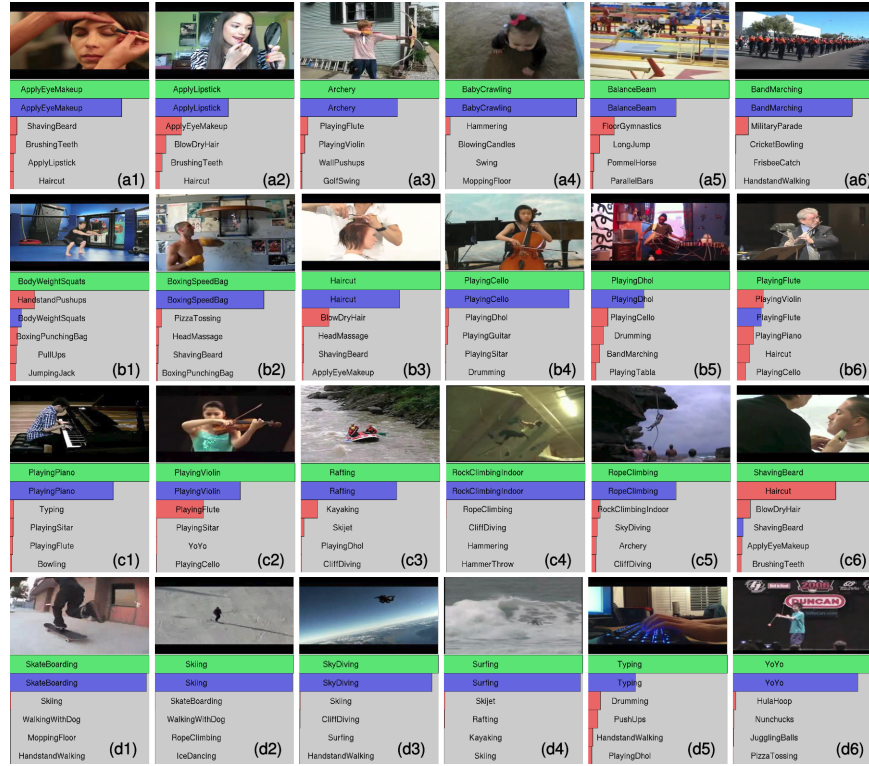 ApplyEyeMakeup
ApplyEyeMakeup
ShavingBeard
BrushingTeeth
ApplyLipstick
Haircut
(a1)
ApplyLipstick
ApplyLipstick
ApplyEyeMakeup
BlowDryHair
BrushingTeeth
Haircut
(a2)
Archery
Archery
PlayingFlute
PlayingViolin
WallPushups
GolfSwing
(a3)
BabyCrawling
BabyCrawling
Hammering
BlowingCandles
Swing
MoppingFloor
(a4)
BalanceBeam
BalanceBeam
FloorGymnastics
LongJump
PommelHorse
ParallelBars
(a5)
BandMarching
BandMarching
MilitaryParade
CricketBowling
FrisbeeCatch
HandstandWalking
(a6)
BodyWeightSquats
HandstandPushups
BodyWeightSquats
BoxingPunchingBag
PullUps
JumpingJack
(b1)
BoxingSpeedBag
BoxingSpeedBag
PizzaTossing
HeadMassage
ShavingBeard
BoxingPunchingBag
(b2)
Haircut
Haircut
BlowDryHair
HeadMassage
ShavingBeard
ApplyEyeMakeup
(b3)
PlayingCello
PlayingCello
PlayingDhol
PlayingGuitar
PlayingSitar
Drumming
(b4)
PlayingDhol
PlayingDhol
PlayingCello
Drumming
BandMarching
PlayingTabla
(b5)
PlayingFlute
PlayingViolin
PlayingFlute
PlayingPiano
Haircut
PlayingCello
(b6)
PlayingPiano
PlayingPiano
Typing
PlayingSitar
PlayingFlute
Bowling
(c1)
PlayingViolin
PlayingViolin
PlayingFlute
PlayingSitar
YoYo
PlayingCello
(c2)
Rafting
Rafting
Kayaking
Skijet
PlayingDhol
CliffDiving
(c3)
RockClimbingIndoor
RockClimbingIndoor
RopeClimbing
CliffDiving
Hammering
HammerThrow
(c4)
RopeClimbing
RopeClimbing
RockClimbingIndoor
SkyDiving
Archery
CliffDiving
(c5)
ShavingBeard
Haircut
BlowDryHair
ShavingBeard
ApplyEyeMakeup
BrushingTeeth
(c6)
SkateBoarding
SkateBoarding
Skiing
WalkingWithDog
MoppingFloor
HandstandWalking
(d1)
Skiing
Skiing
SkateBoarding
WalkingWithDog
RopeClimbing
IceDancing
(d2)
SkyDiving
SkyDiving
Skiing
CliffDiving
Surfing
HandstandWalking
(d3)
Surfing
Surfing
Skijet
Rafting
Kayaking
Skiing
(d4)
Typing
Typing
Drumming
PushUps
HandstandWalking
PlayingDhol
(d5)
2006
DUNCAN
YoYo
YoYo
HulaHoop
Nunchucks
JugglingBalls
PizzaTossing
(d6)